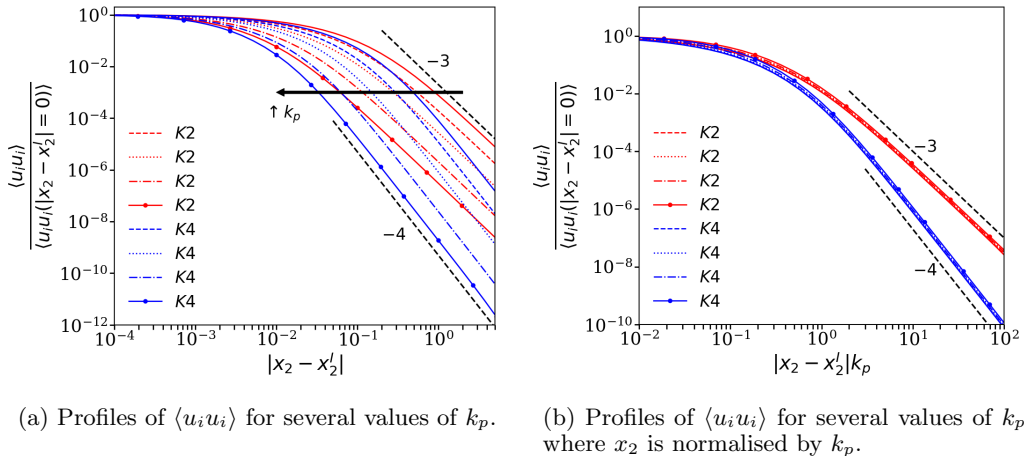 10^0
10^{-2}
10^{-4}
10^{-6}
10^{-8}
10^{-10}
10^{-12}
⟨u_i u_i⟩
⟨u_i u_i(|x_2 − x_2^I| = 0)⟩
−3
↑ k_p
−4
K2
K2
K2
K2
K4
K4
K4
K4
10^{-4} 10^{-3} 10^{-2} 10^{-1} 10^0
|x_2 − x_2^I|
(a) Profiles of ⟨u_i u_i⟩ for several values of k_p.
10^0
10^{-2}
10^{-4}
10^{-6}
10^{-8}
10^{-10}
⟨u_i u_i⟩
⟨u_i u_i(|x_2 − x_2^I| = 0)⟩
−3
−4
K2
K2
K2
K2
K4
K4
K4
K4
10^{-2} 10^{-1} 10^0 10^1 10^2
|x_2 − x_2^I|k_p
(b) Profiles of ⟨u_i u_i⟩ for several values of k_p
where x_2 is normalised by k_p.